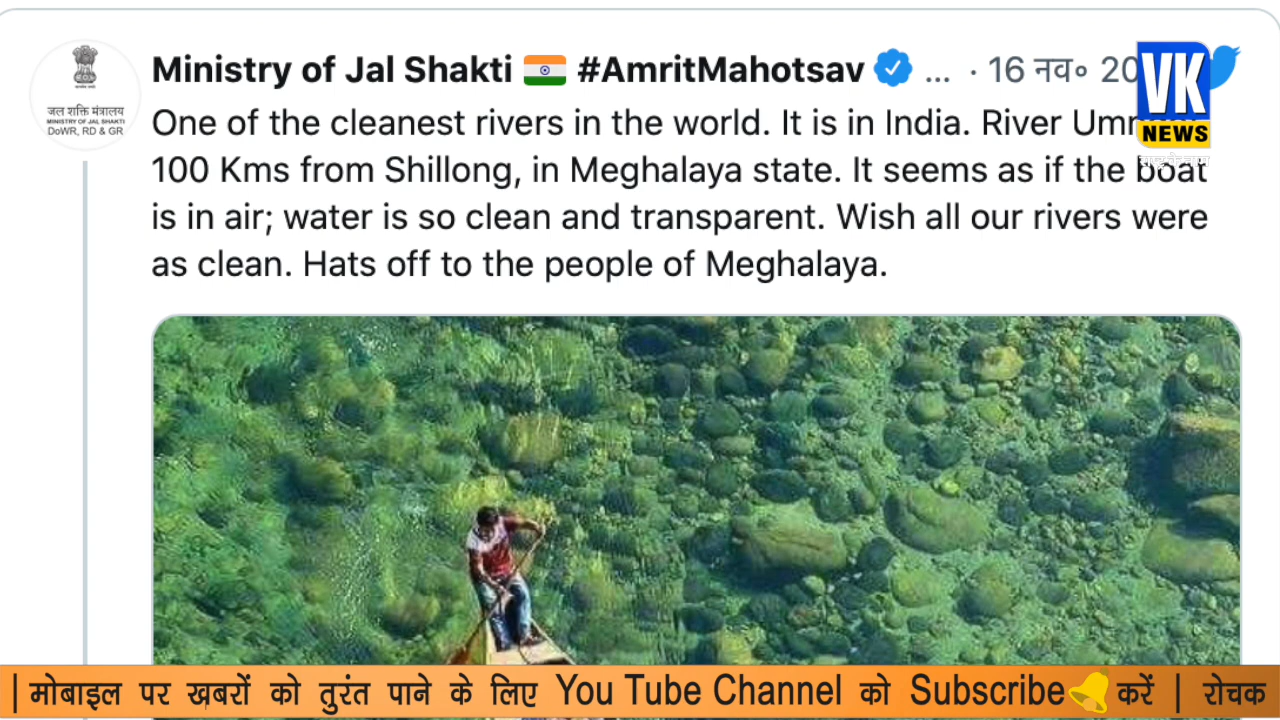 Ministry of Jal Shakti 🇮🇳 #AmritMahotsav ... · 16 नव॰ 20
जल शक्ति मंत्रालय
MINISTRY OF JAL SHAKTI
DoWR, RD & GR
VK
NEWS
One of the cleanest rivers in the world. It is in India. River
100 Kms from Shillong, in Meghalaya state. It seems as if the boat
is in air; water is so clean and transparent. Wish all our rivers were
as clean. Hats off to the people of Meghalaya.
| मोबाइल पर खबरों को तुरंत पाने के लिए You Tube Channel को Subscribe🔔करें | रोचक